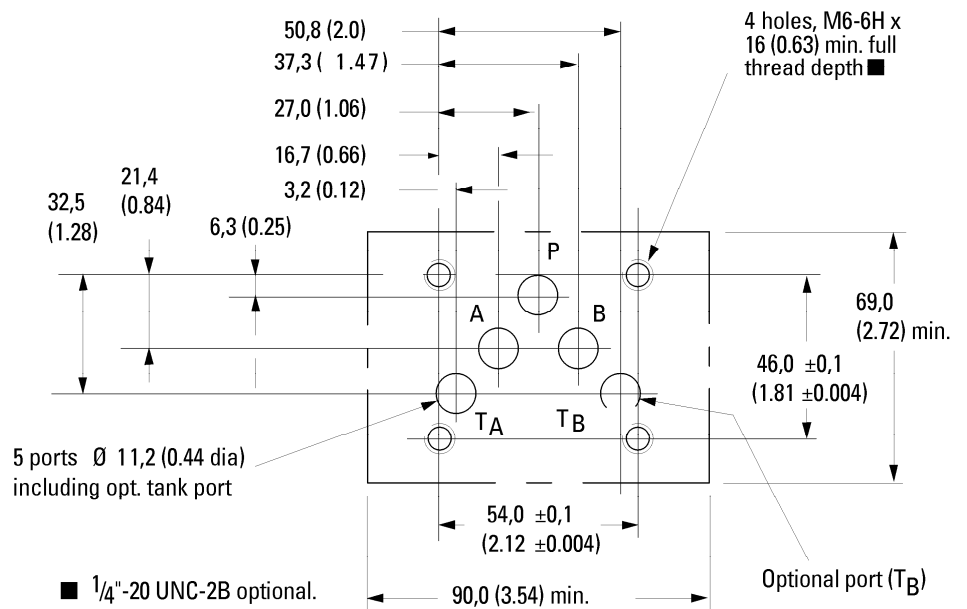 50,8 (2.0)
37,3 ( 1.47)
27,0 (1.06)
16,7 (0.66)
3,2 (0.12)
21,4
(0.84)
32,5
(1.28)
6,3 (0.25)
4 holes, M6-6H x
16 (0.63) min. full
thread depth ■
P
A
B
69,0
(2.72) min.
46,0 ±0,1
(1.81 ±0.004)
TA
TB
5 ports Ø 11,2 (0.44 dia)
including opt. tank port
54,0 ±0,1
(2.12 ±0.004)
Optional port (TB)
■ 1/4"-20 UNC-2B optional.
90,0 (3.54) min.